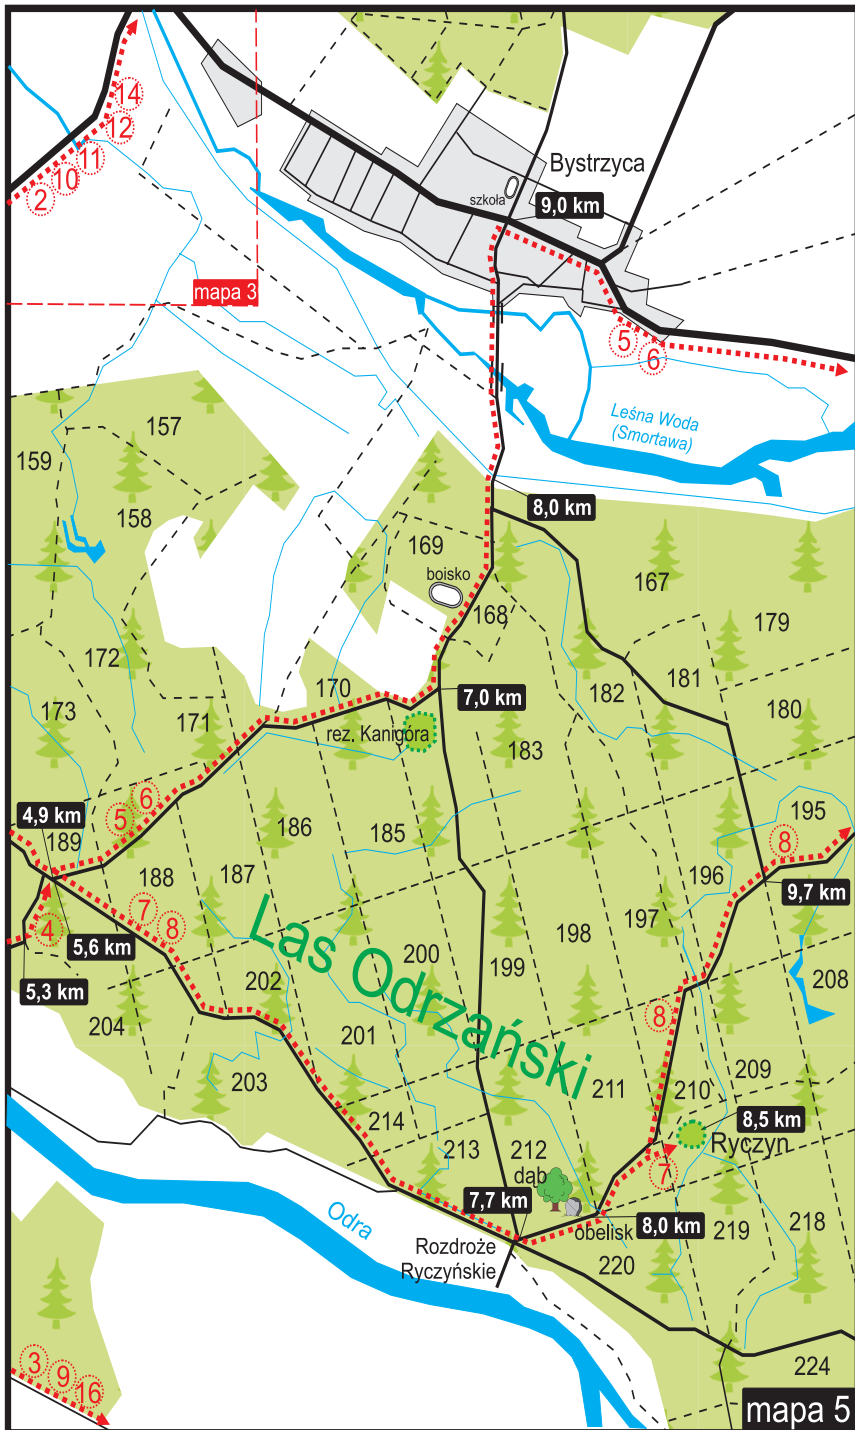 14
12
11
10
2
Bystrzyca
szkoła
9,0 km
mapa 3
5
6
Leśna Woda
(Smortawa)
157
159
158
8,0 km
169
boisko
167
168
179
172
170
182
181
173
171
7,0 km
180
rez. Kanigóra
183
6
5
4,9 km
186
185
195
8
189
188
187
196
9,7 km
7
8
197
198
4
5,6 km
200
199
Las Odrzański
5,3 km
202
208
204
201
8
203
209
211
210
214
8,5 km
213
212
Ryczyn
dąb
7
7,7 km
obelisk
8,0 km
219
218
Odra
Rozdroże
Ryczyńskie
220
3
9
16
224
mapa 5